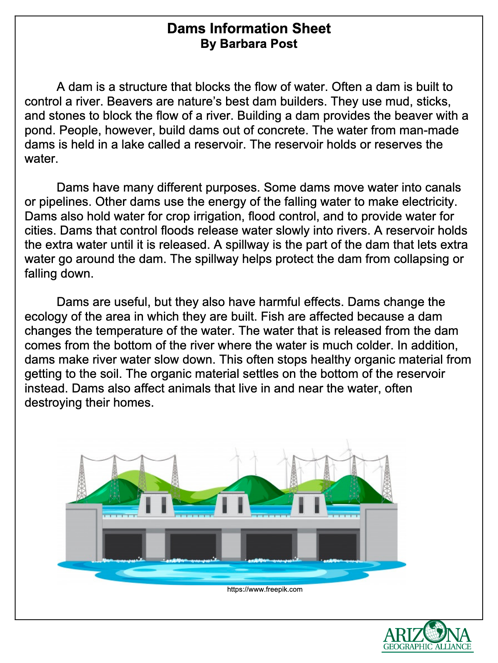 Dams Information Sheet
By Barbara Post
A dam is a structure that blocks the flow of water. Often a dam is built to
control a river. Beavers are nature's best dam builders. They use mud, sticks,
and stones to block the flow of a river. Building a dam provides the beaver with a
pond. People, however, build dams out of concrete. The water from man-made
dams is held in a lake called a reservoir. The reservoir holds or reserves the
water.
Dams have many different purposes. Some dams move water into canals
or pipelines. Other dams use the energy of the falling water to make electricity.
Dams also hold water for crop irrigation, flood control, and to provide water for
cities. Dams that control floods release water slowly into rivers. A reservoir holds
the extra water until it is released. A spillway is the part of the dam that lets extra
water go around the dam. The spillway helps protect the dam from collapsing or
falling down.
Dams are useful, but they also have harmful effects. Dams change the
ecology of the area in which they are built. Fish are affected because a dam
changes the temperature of the water. The water that is released from the dam
comes from the bottom of the river where the water is much colder. In addition,
dams make river water slow down. This often stops healthy organic material from
getting to the soil. The organic material settles on the bottom of the reservoir
instead. Dams also affect animals that live in and near the water, often
destroying their homes.
https://www.freepik.com
ARIZONA
GEOGRAPHIC ALLIANCE